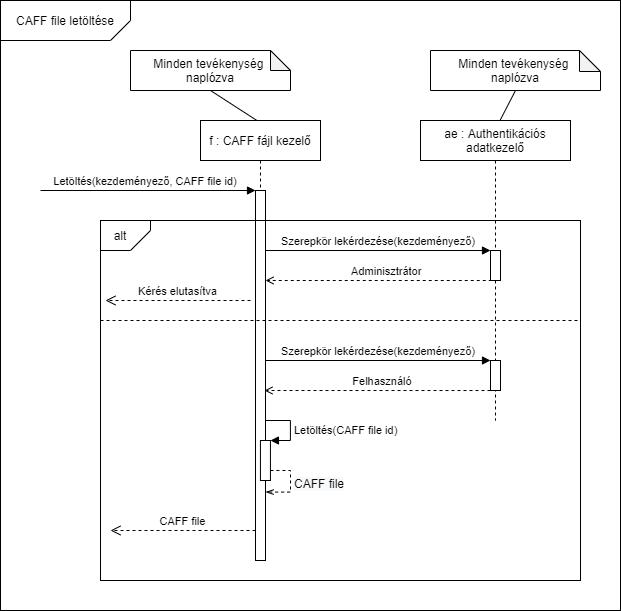 CAFF file letöltése
Minden tevékenység
naplózva
Minden tevékenység
naplózva
f : CAFF fájl kezelő
ae : Authentikációs
adatkezelő
Letöltés(kezdeményező, CAFF file id)
alt
Szerepkör lekérdezése(kezdeményező)
Adminisztrátor
Kérés elutasítva
Szerepkör lekérdezése(kezdeményező)
Felhasználó
Letöltés(CAFF file id)
CAFF file
CAFF file